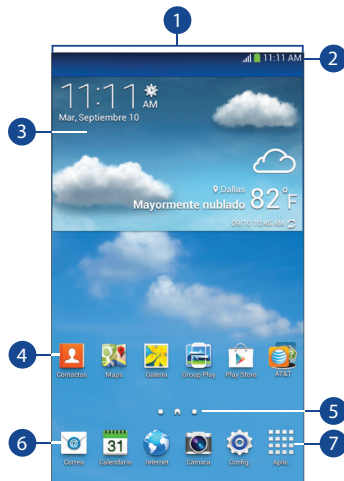 1
11:11 AM
2
11:11
AM
Mar, Septiembre 10
3
Dallas
Mayormente nublado 82°F
09/10 10:45 AM
4
Contactos Maps Galería Group Play Play Store AT&T
5
6
31
Correo Calendario Internet Cámara Config. Aplic.
7